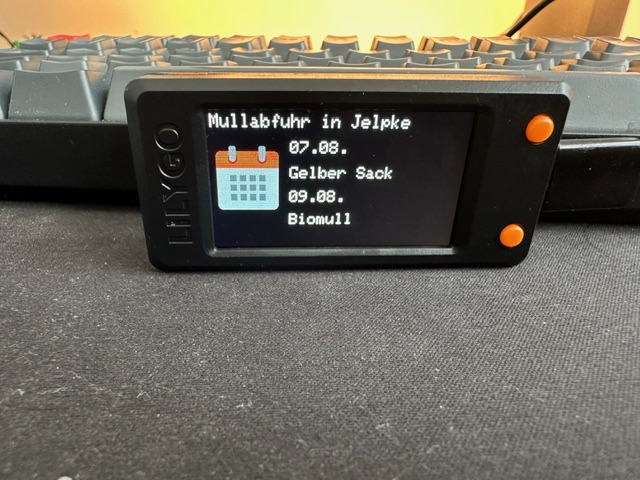 LILYGO
Mullabfuhr in Jelpke
07.08.
Gelber Sack
09.08.
Biomull